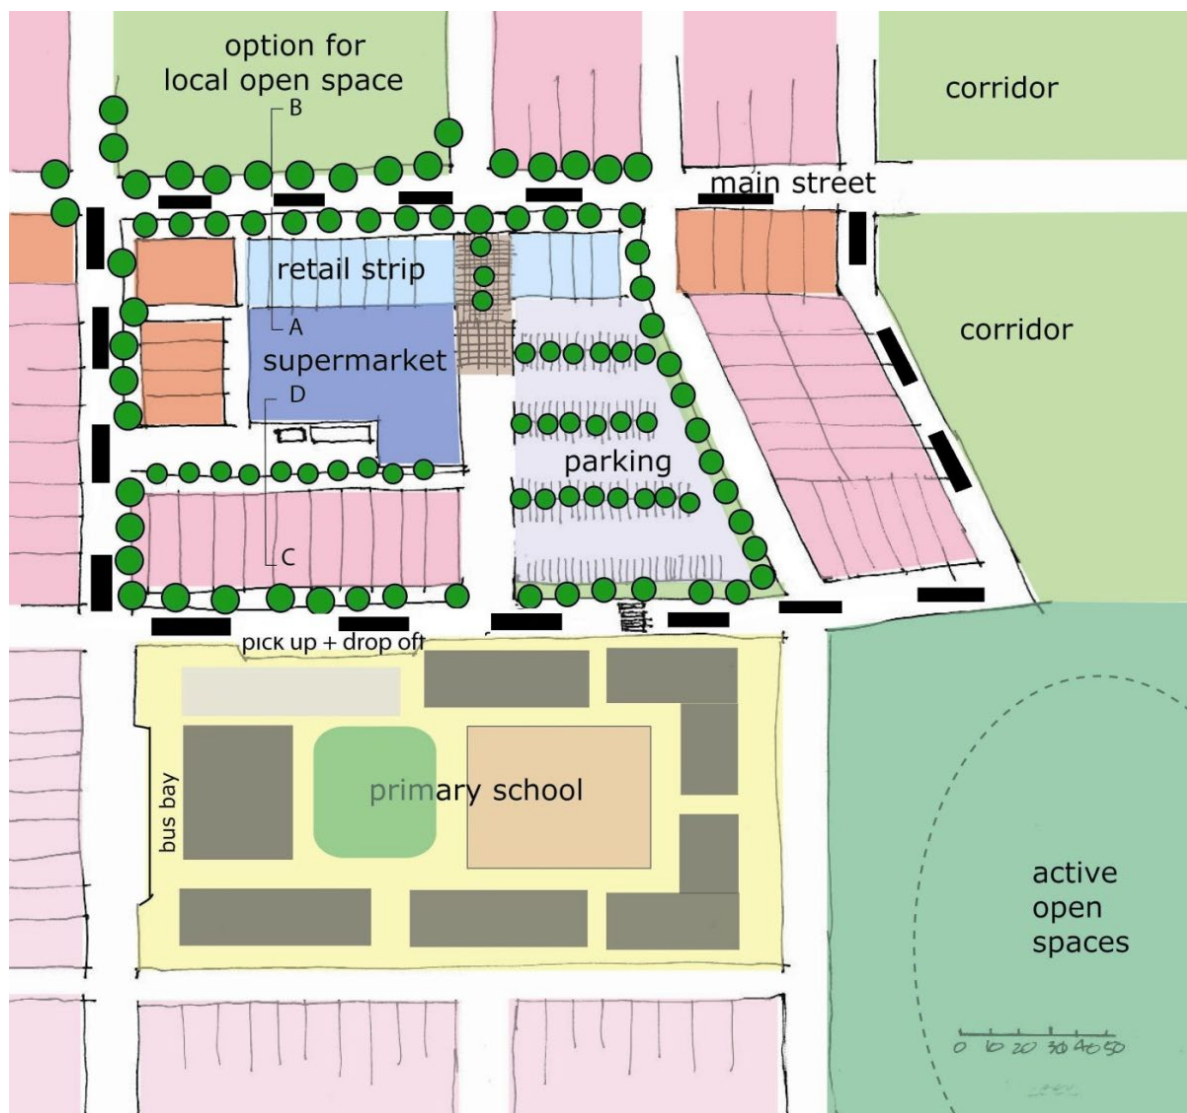 option for
local open space
B
corridor
main street
retail strip
corridor
A
supermarket
D
parking
C
pick up + drop off
bus bay
primary school
active
open
spaces
0 10 20 30 40 50